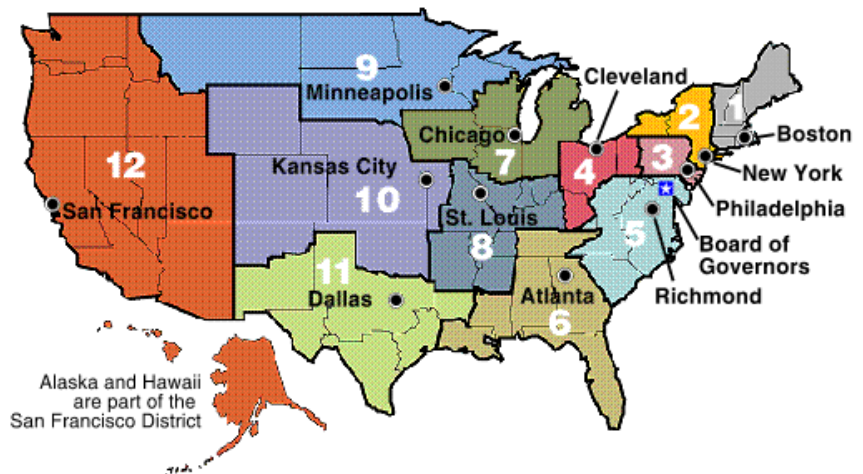 9
Minneapolis
Cleveland
Chicago
7
2
1
Boston
12
Kansas City
10
4
3
New York
San Francisco
St. Louis
8
Philadelphia
5
Board of
Governors
11
Dallas
Atlanta
6
Richmond
Alaska and Hawaii
are part of the
San Francisco District